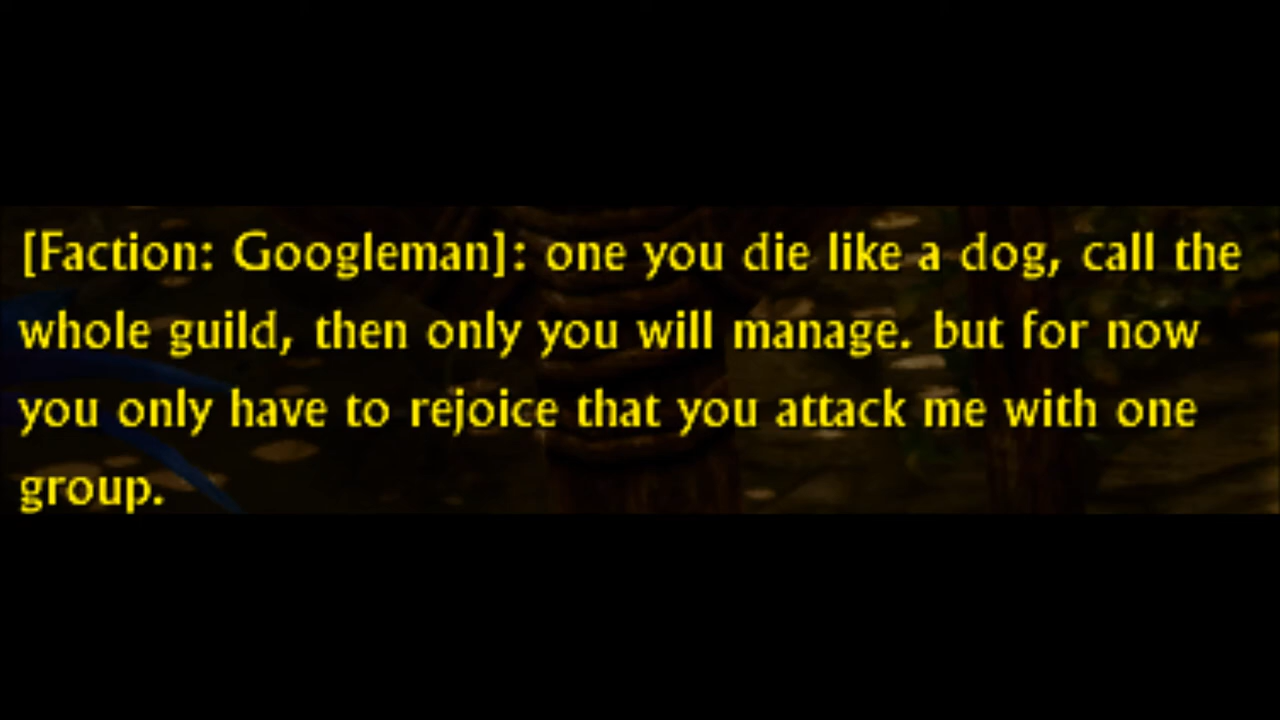 [Faction: Googleman]: one you die like a dog, call the
whole guild, then only you will manage. but for now
you only have to rejoice that you attack me with one
group.